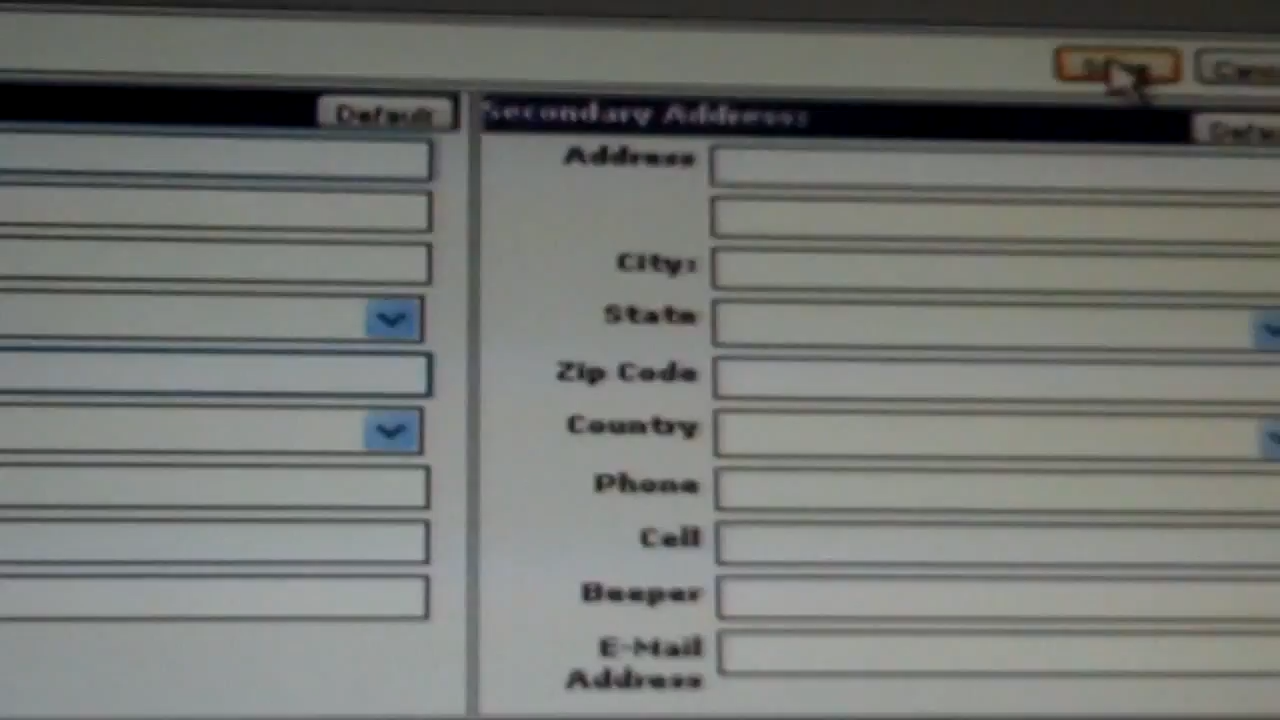 Default
Secondary Address:
Address
City:
State
Zip Code
Country
Phone
Cell
Beeper
E-Mail
Address